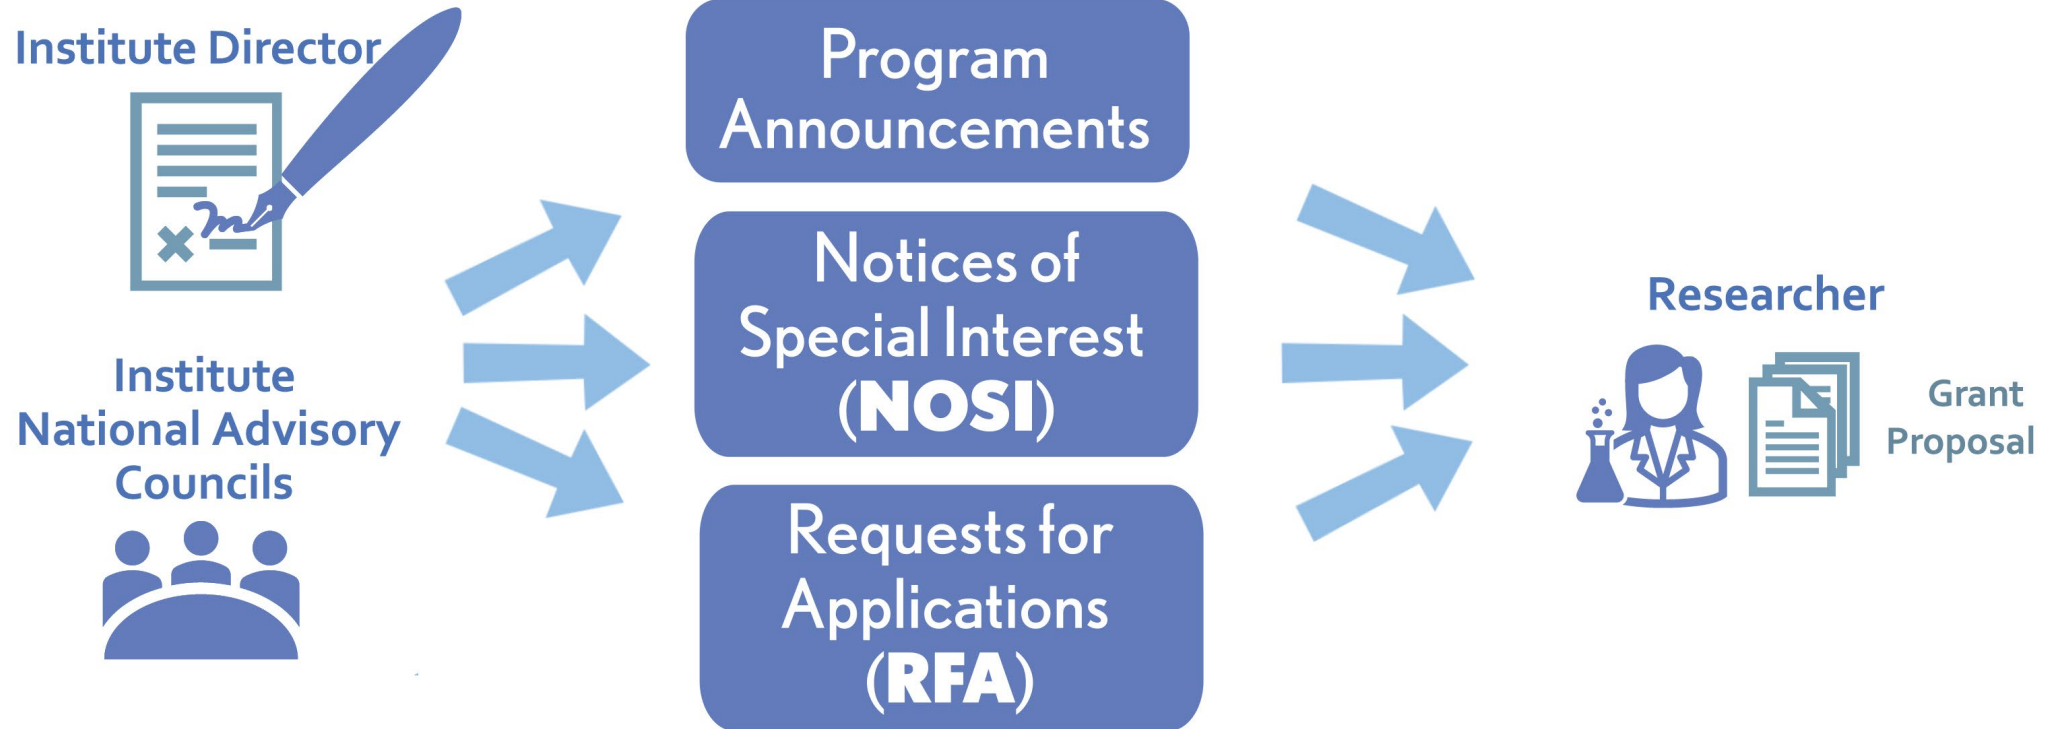 Institute Director
Institute
National Advisory
Councils
Program
Announcements
Notices of
Special Interest
(NOSI)
Requests for
Applications
(RFA)
Researcher
Grant
Proposal